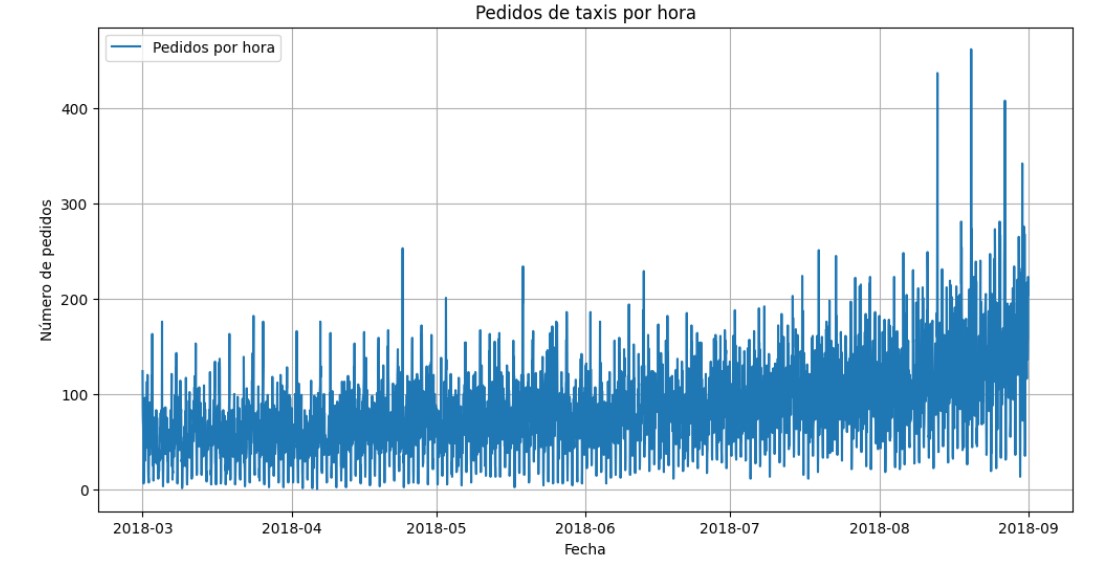 Pedidos de taxis por hora
Pedidos por hora
Número de pedidos
400
300
200
100
0
2018-03 2018-04 2018-05 2018-06 2018-07 2018-08 2018-09
Fecha